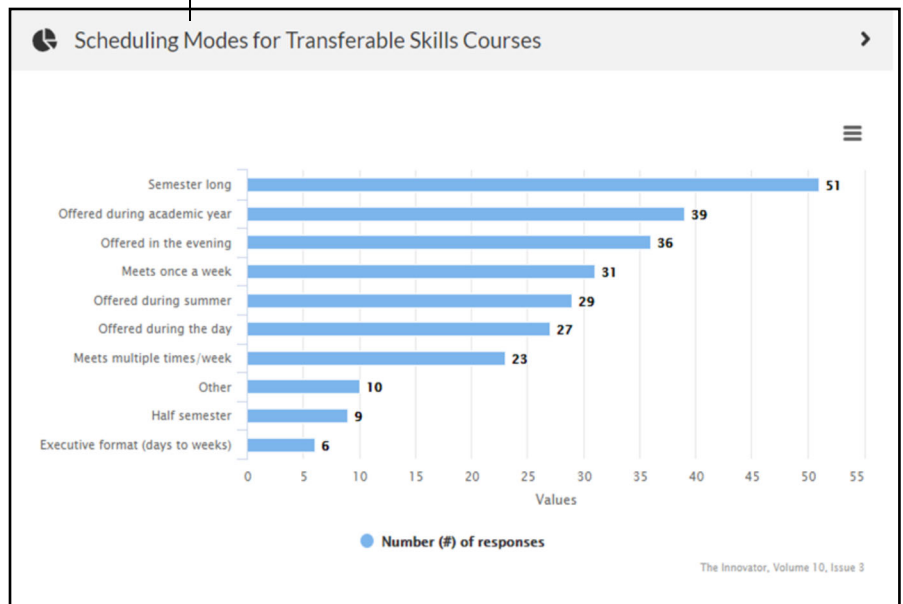 Scheduling Modes for Transferable Skills Courses
Semester long 51
Offered during academic year 39
Offered in the evening 36
Meets once a week 31
Offered during summer 29
Offered during the day 27
Meets multiple times/week 23
Other 10
Half semester 9
Executive format (days to weeks) 6
0 5 10 15 20 25 30 35 40 45 50 55
Values
Number (#) of responses
The Innovator, Volume 10, Issue 3